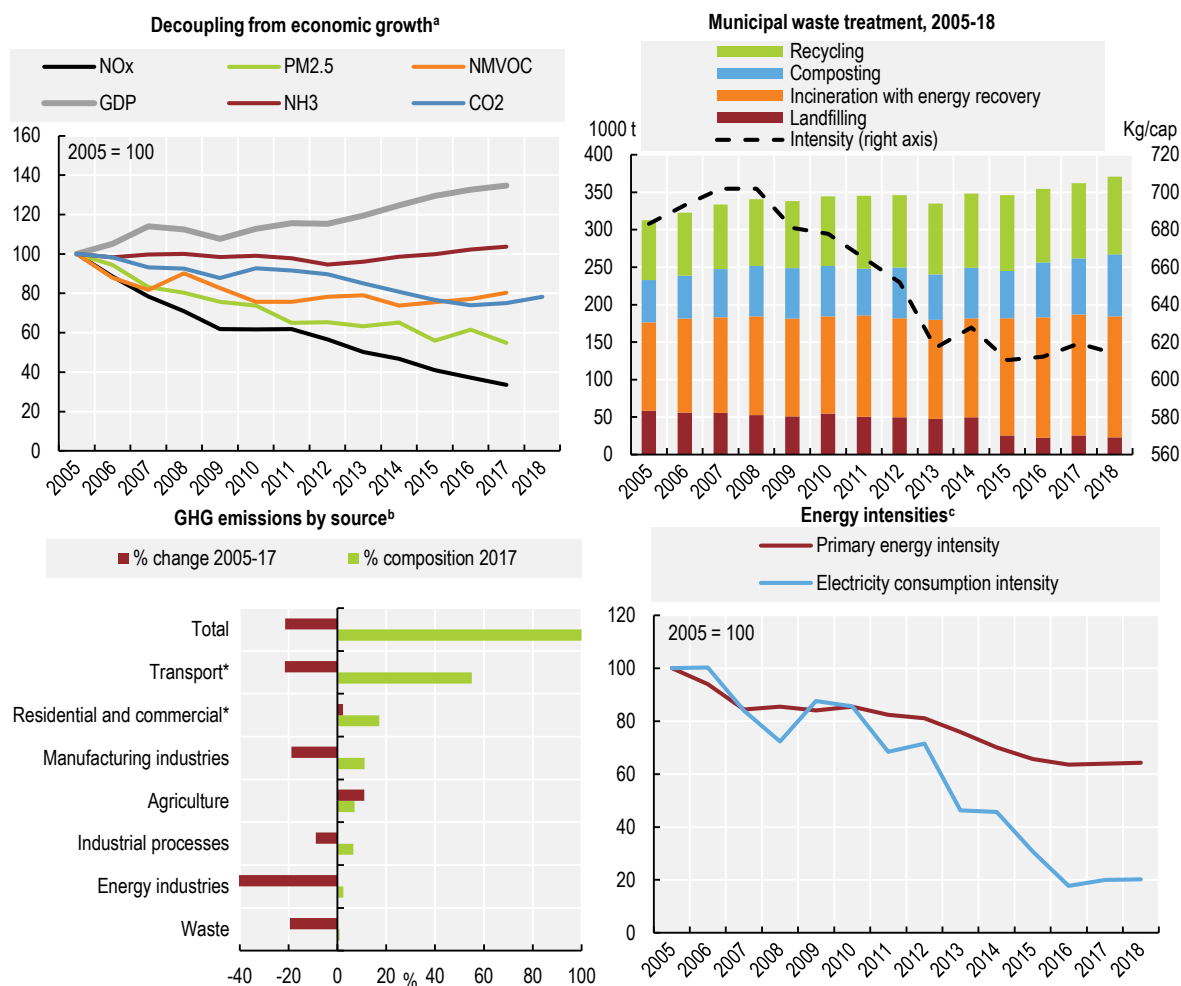 Decoupling from economic growthᵃ
NOx PM2.5 NMVOC
GDP NH3 CO2
160
140
120
100
80
60
40
20
0
2005 = 100
2005 2006 2007 2008 2009 2010 2011 2012 2013 2014 2015 2016 2017 2018
Municipal waste treatment, 2005-18
Recycling
Composting
Incineration with energy recovery
Landfilling
Intensity (right axis)
1000 t
Kg/cap
400
350
300
250
200
150
100
50
0
720
700
680
660
640
620
600
580
560
2005 2006 2007 2008 2009 2010 2011 2012 2013 2014 2015 2016 2017 2018
GHG emissions by sourceᵇ
% change 2005-17 % composition 2017
Total
Transport*
Residential and commercial*
Manufacturing industries
Agriculture
Industrial processes
Energy industries
Waste
-40 -20 0 20 40 60 80 100
%
Energy intensitiesᶜ
Primary energy intensity
Electricity consumption intensity
120
100
80
60
40
20
0
2005 = 100
2005 2006 2007 2008 2009 2010 2011 2012 2013 2014 2015 2016 2017 2018